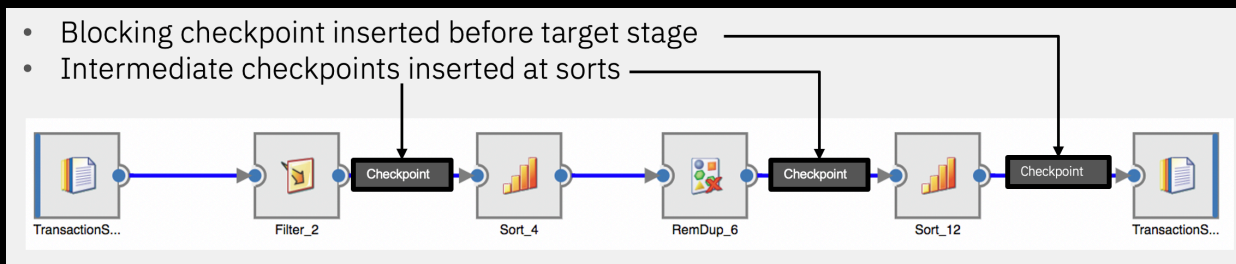 • Blocking checkpoint inserted before target stage
• Intermediate checkpoints inserted at sorts
Checkpoint
Checkpoint
Checkpoint
TransactionS...
Filter_2
Sort_4
RemDup_6
Sort_12
TransactionS...